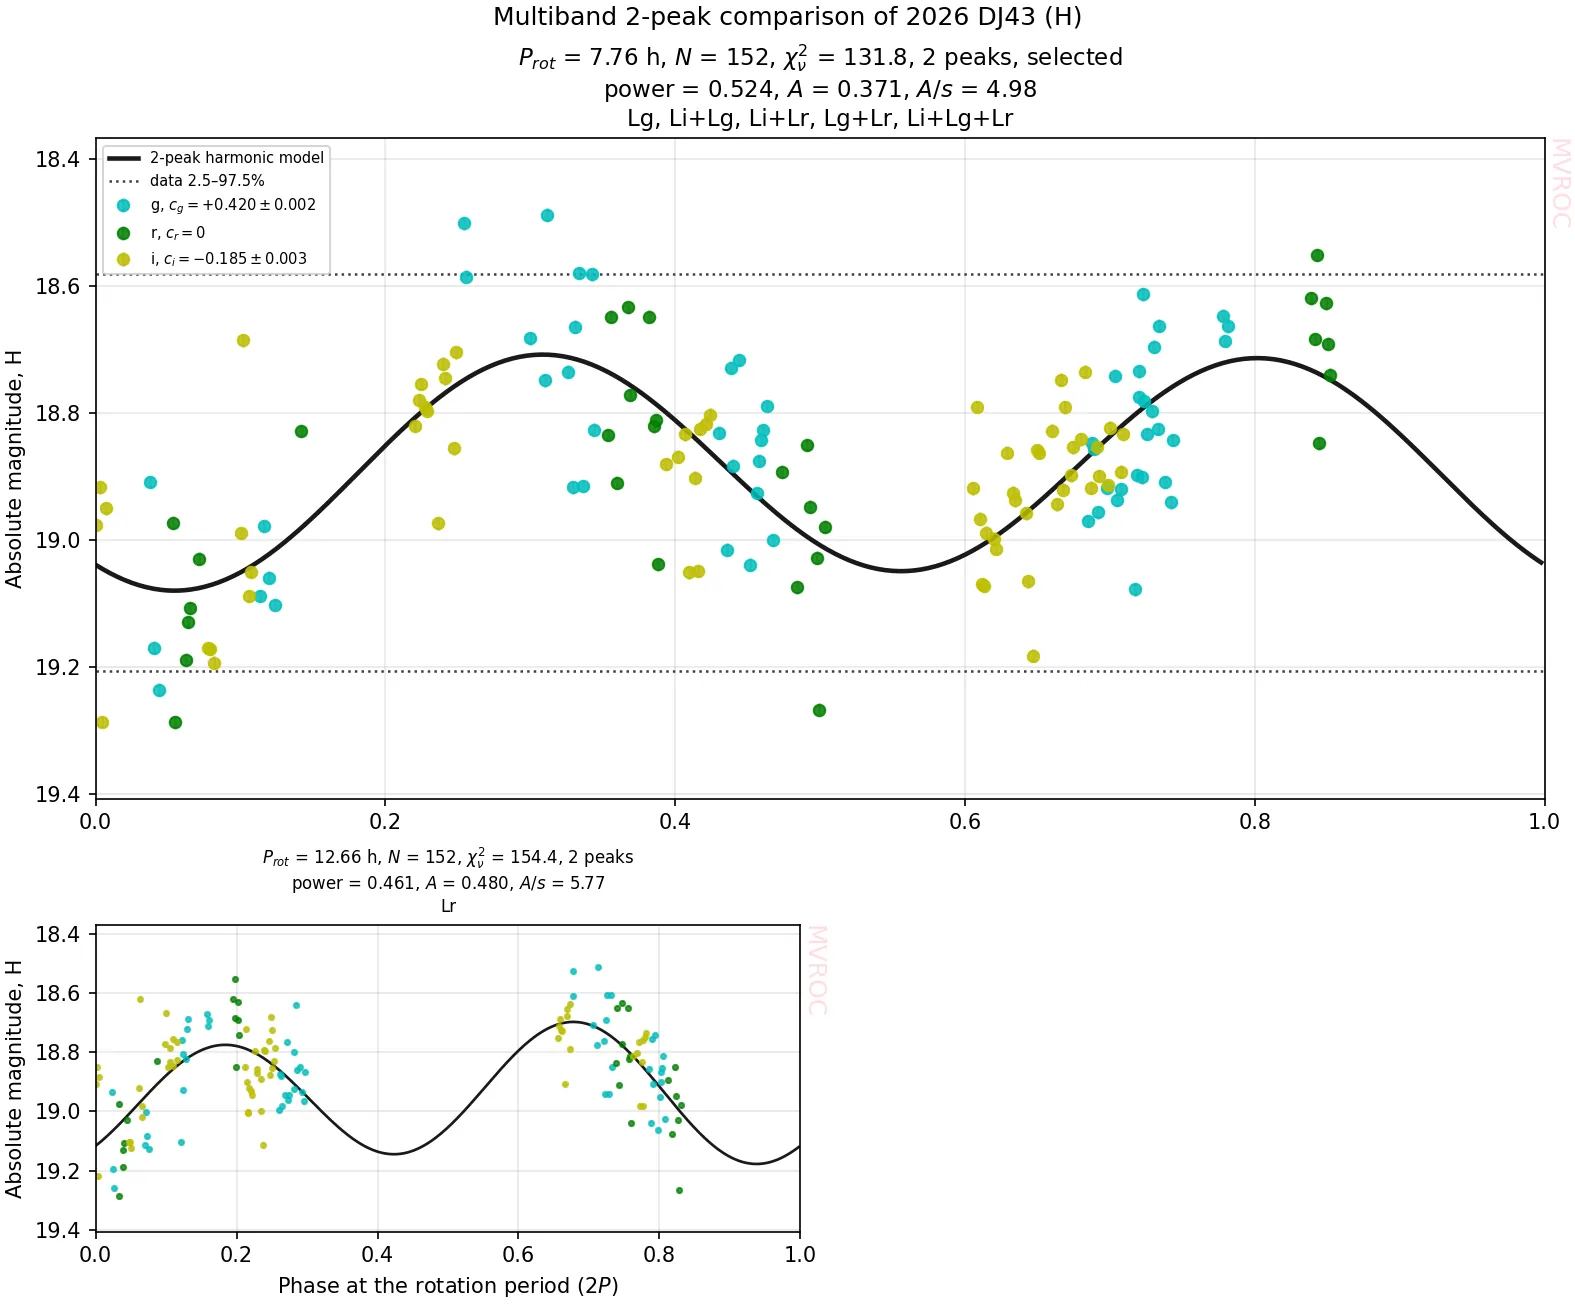 Multiband 2-peak comparison of 2026 DJ43 (H)
P_rot = 7.76 h, N = 152, χ²_ν = 131.8, 2 peaks, selected
power = 0.524, A = 0.371, A/s = 4.98
Lg, Li+Lg, Li+Lr, Lg+Lr, Li+Lg+Lr
2-peak harmonic model
data 2.5–97.5%
g, c_g = +0.420 ± 0.002
r, c_r = 0
i, c_i = −0.185 ± 0.003
MVROC
Absolute magnitude, H
18.4
18.6
18.8
19.0
19.2
19.4
0.0 0.2 0.4 0.6 0.8 1.0
P_rot = 12.66 h, N = 152, χ²_ν = 154.4, 2 peaks
power = 0.461, A = 0.480, A/s = 5.77
Lr
MVROC
Absolute magnitude, H
18.4
18.6
18.8
19.0
19.2
19.4
0.0 0.2 0.4 0.6 0.8 1.0
Phase at the rotation period (2P)